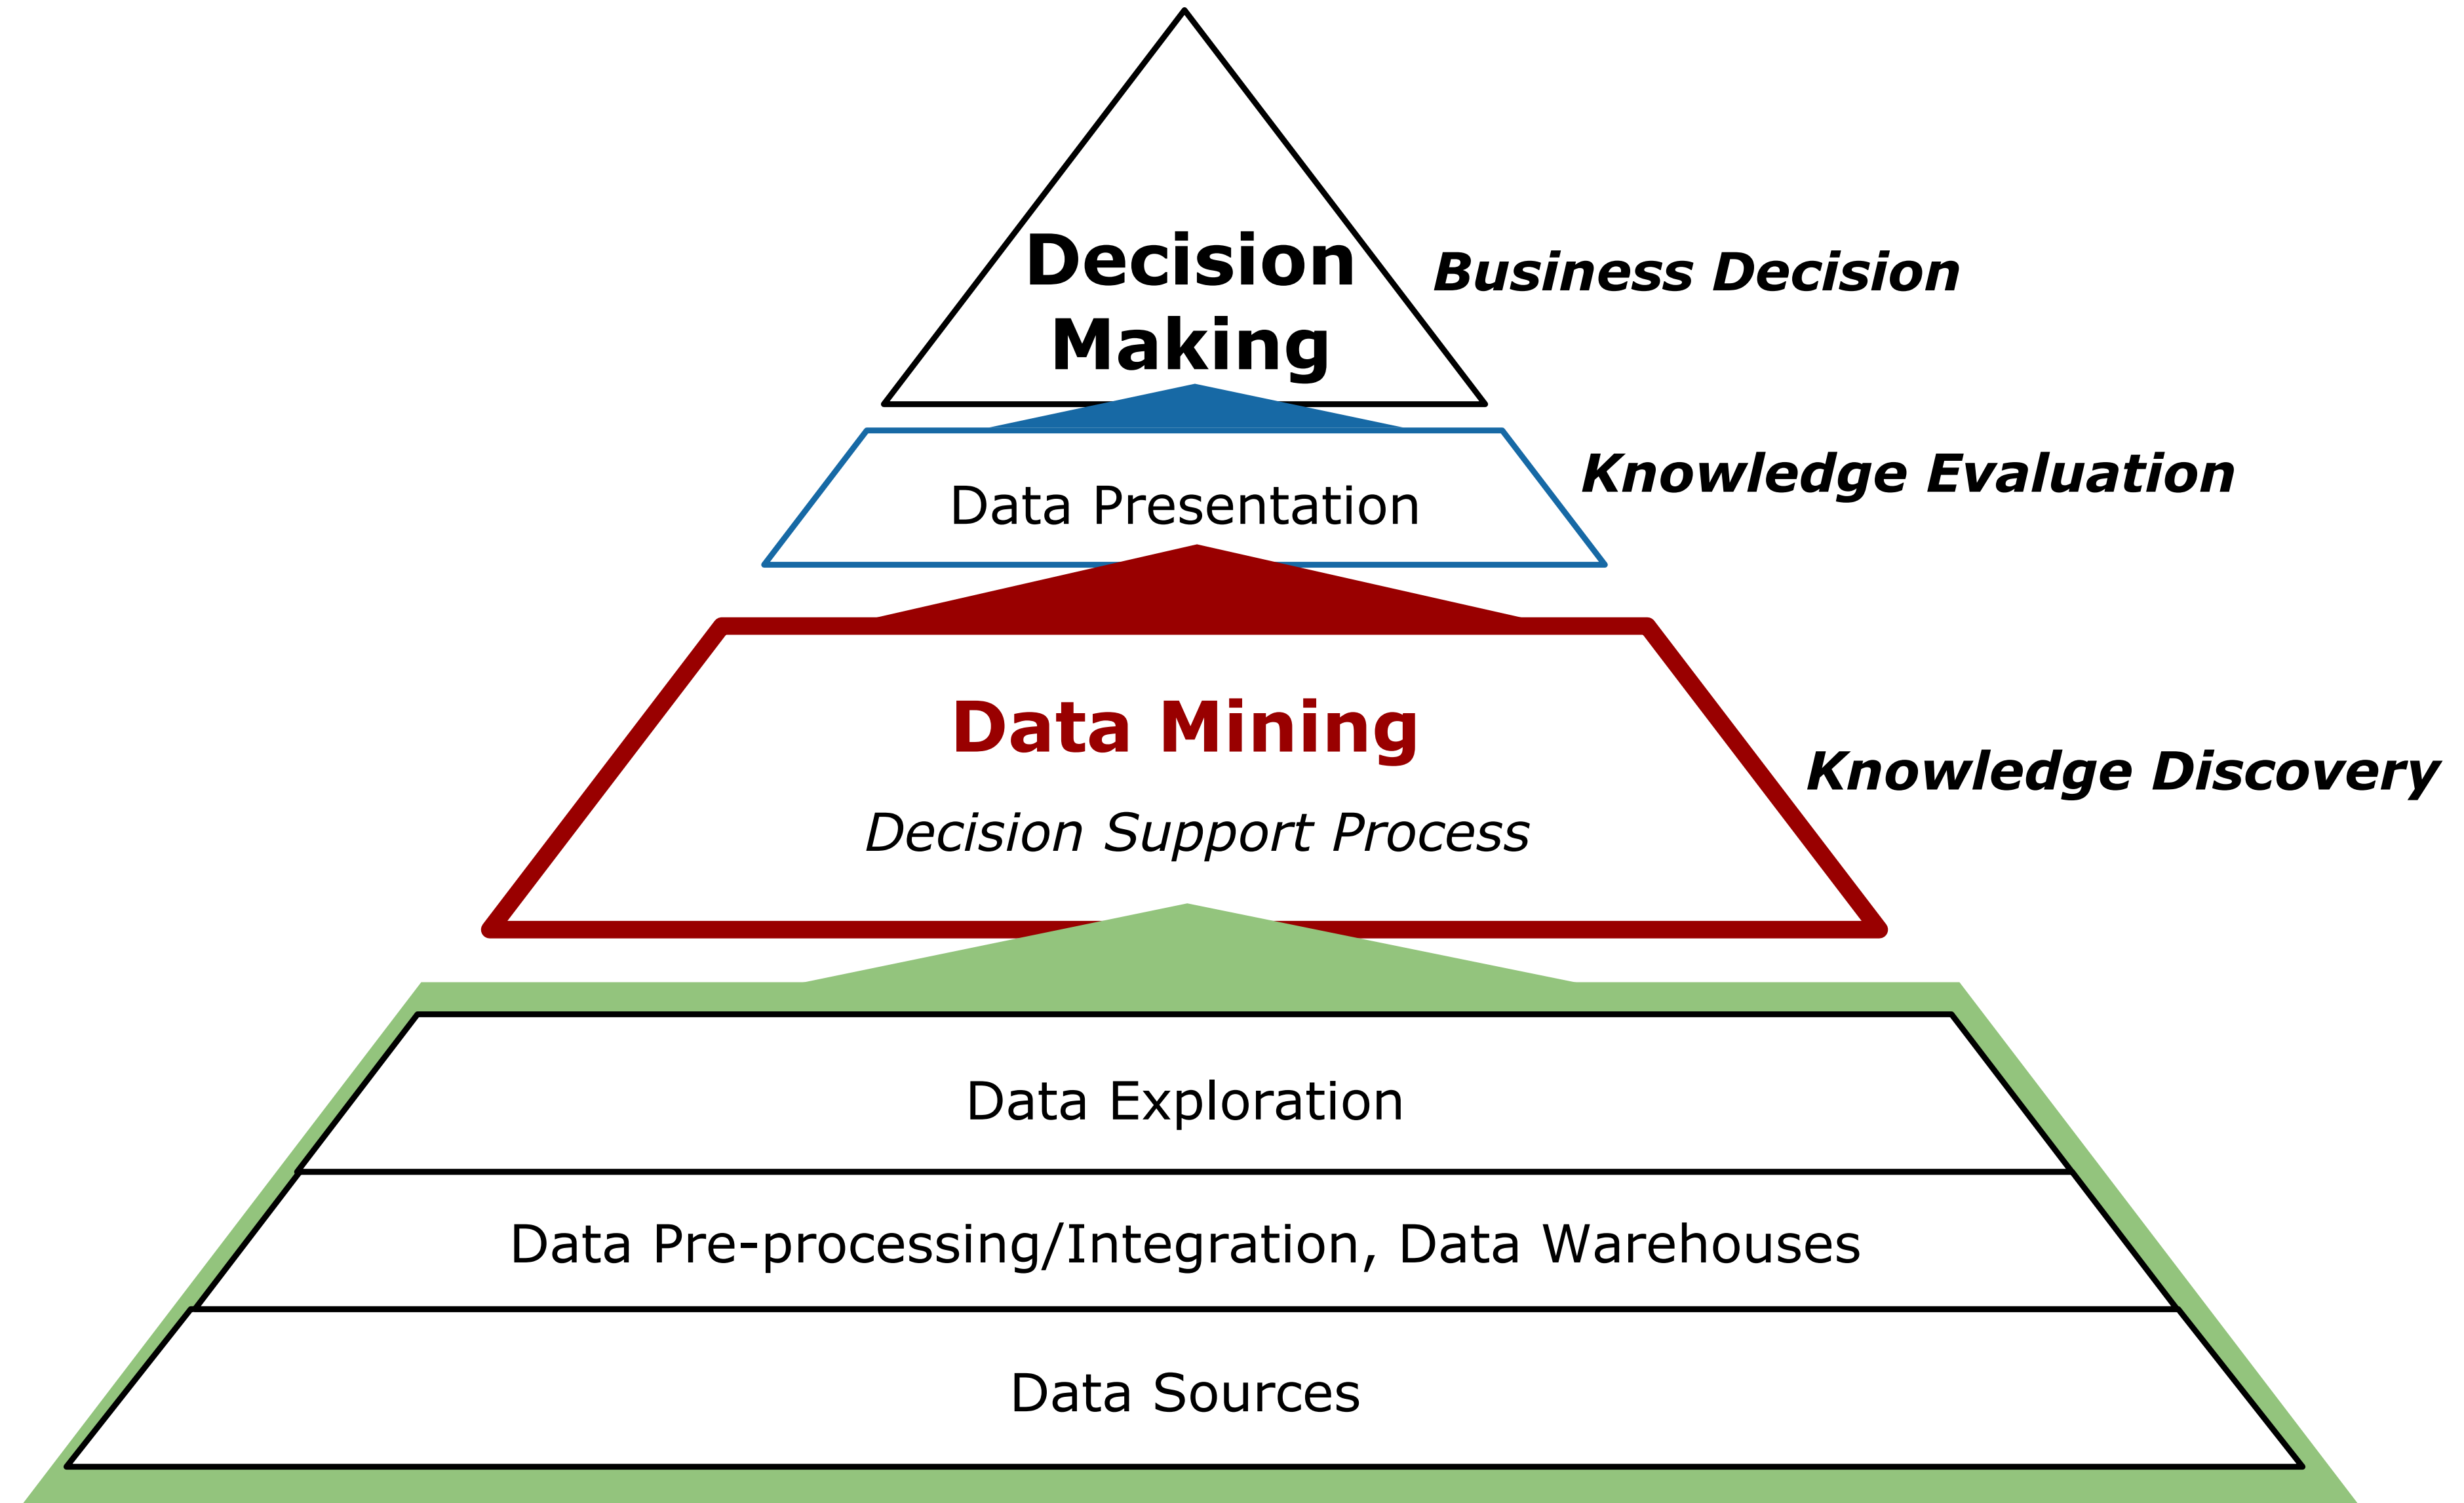 Decision
Making
Business Decision
Data Presentation
Knowledge Evaluation
Data Mining
Decision Support Process
Knowledge Discovery
Data Exploration
Data Pre-processing/Integration, Data Warehouses
Data Sources